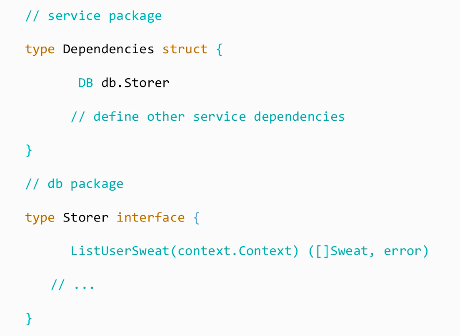 // service package
type Dependencies struct {
DB db.Storer
// define other service dependencies
}
// db package
type Storer interface {
ListUserSweat(context.Context) ([]Sweat, error)
// ...
}